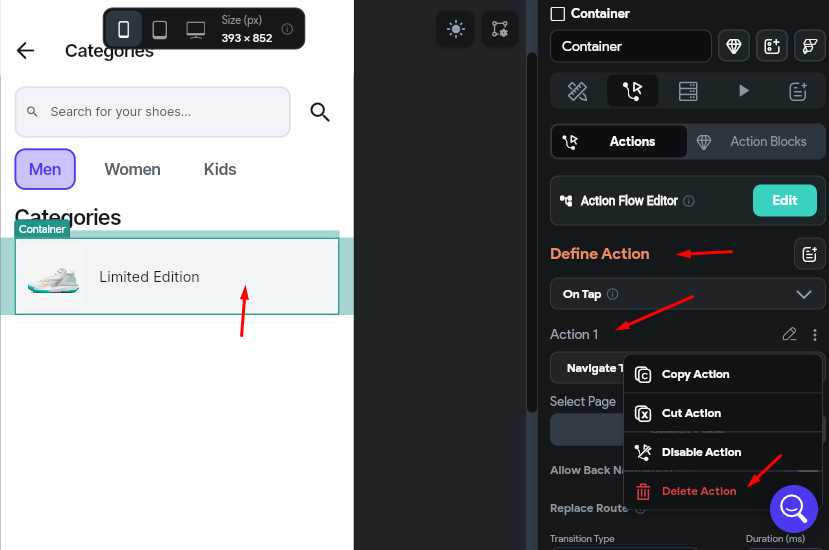 Size (px)
393 × 852
Categories
Search for your shoes...
Men
Women
Kids
Categories
Container
Limited Edition
Container
Container
Actions
Action Blocks
Action Flow Editor
Edit
Define Action
On Tap
Action 1
Navigate T
Copy Action
Select Page
Cut Action
Disable Action
Allow Back Na
Delete Action
Replace Route
Transition Type
Duration (ms)